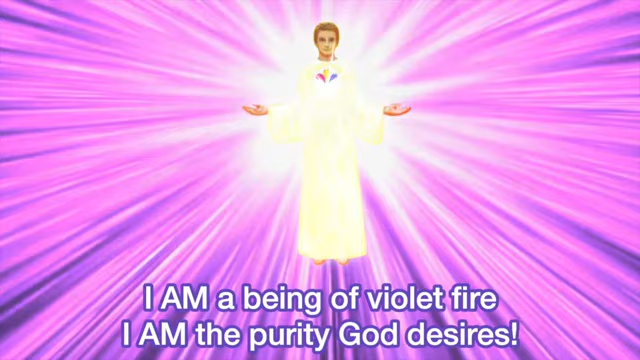 I AM a being of violet fire
I AM the purity God desires!